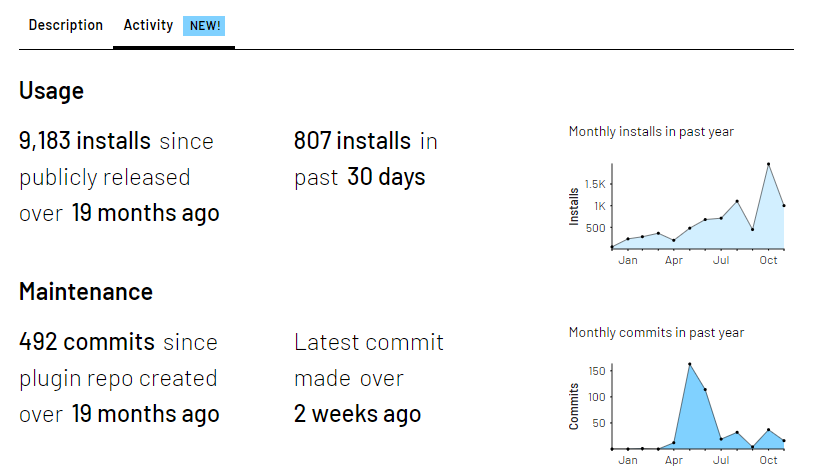 Description Activity NEW!
Usage
9,183 installs since
publicly released
over 19 months ago
807 installs in
past 30 days
Monthly installs in past year
Installs
1.5K
1K
500
Jan Apr Jul Oct
Maintenance
492 commits since
plugin repo created
over 19 months ago
Latest commit
made over
2 weeks ago
Monthly commits in past year
Commits
150
100
50
Jan Apr Jul Oct